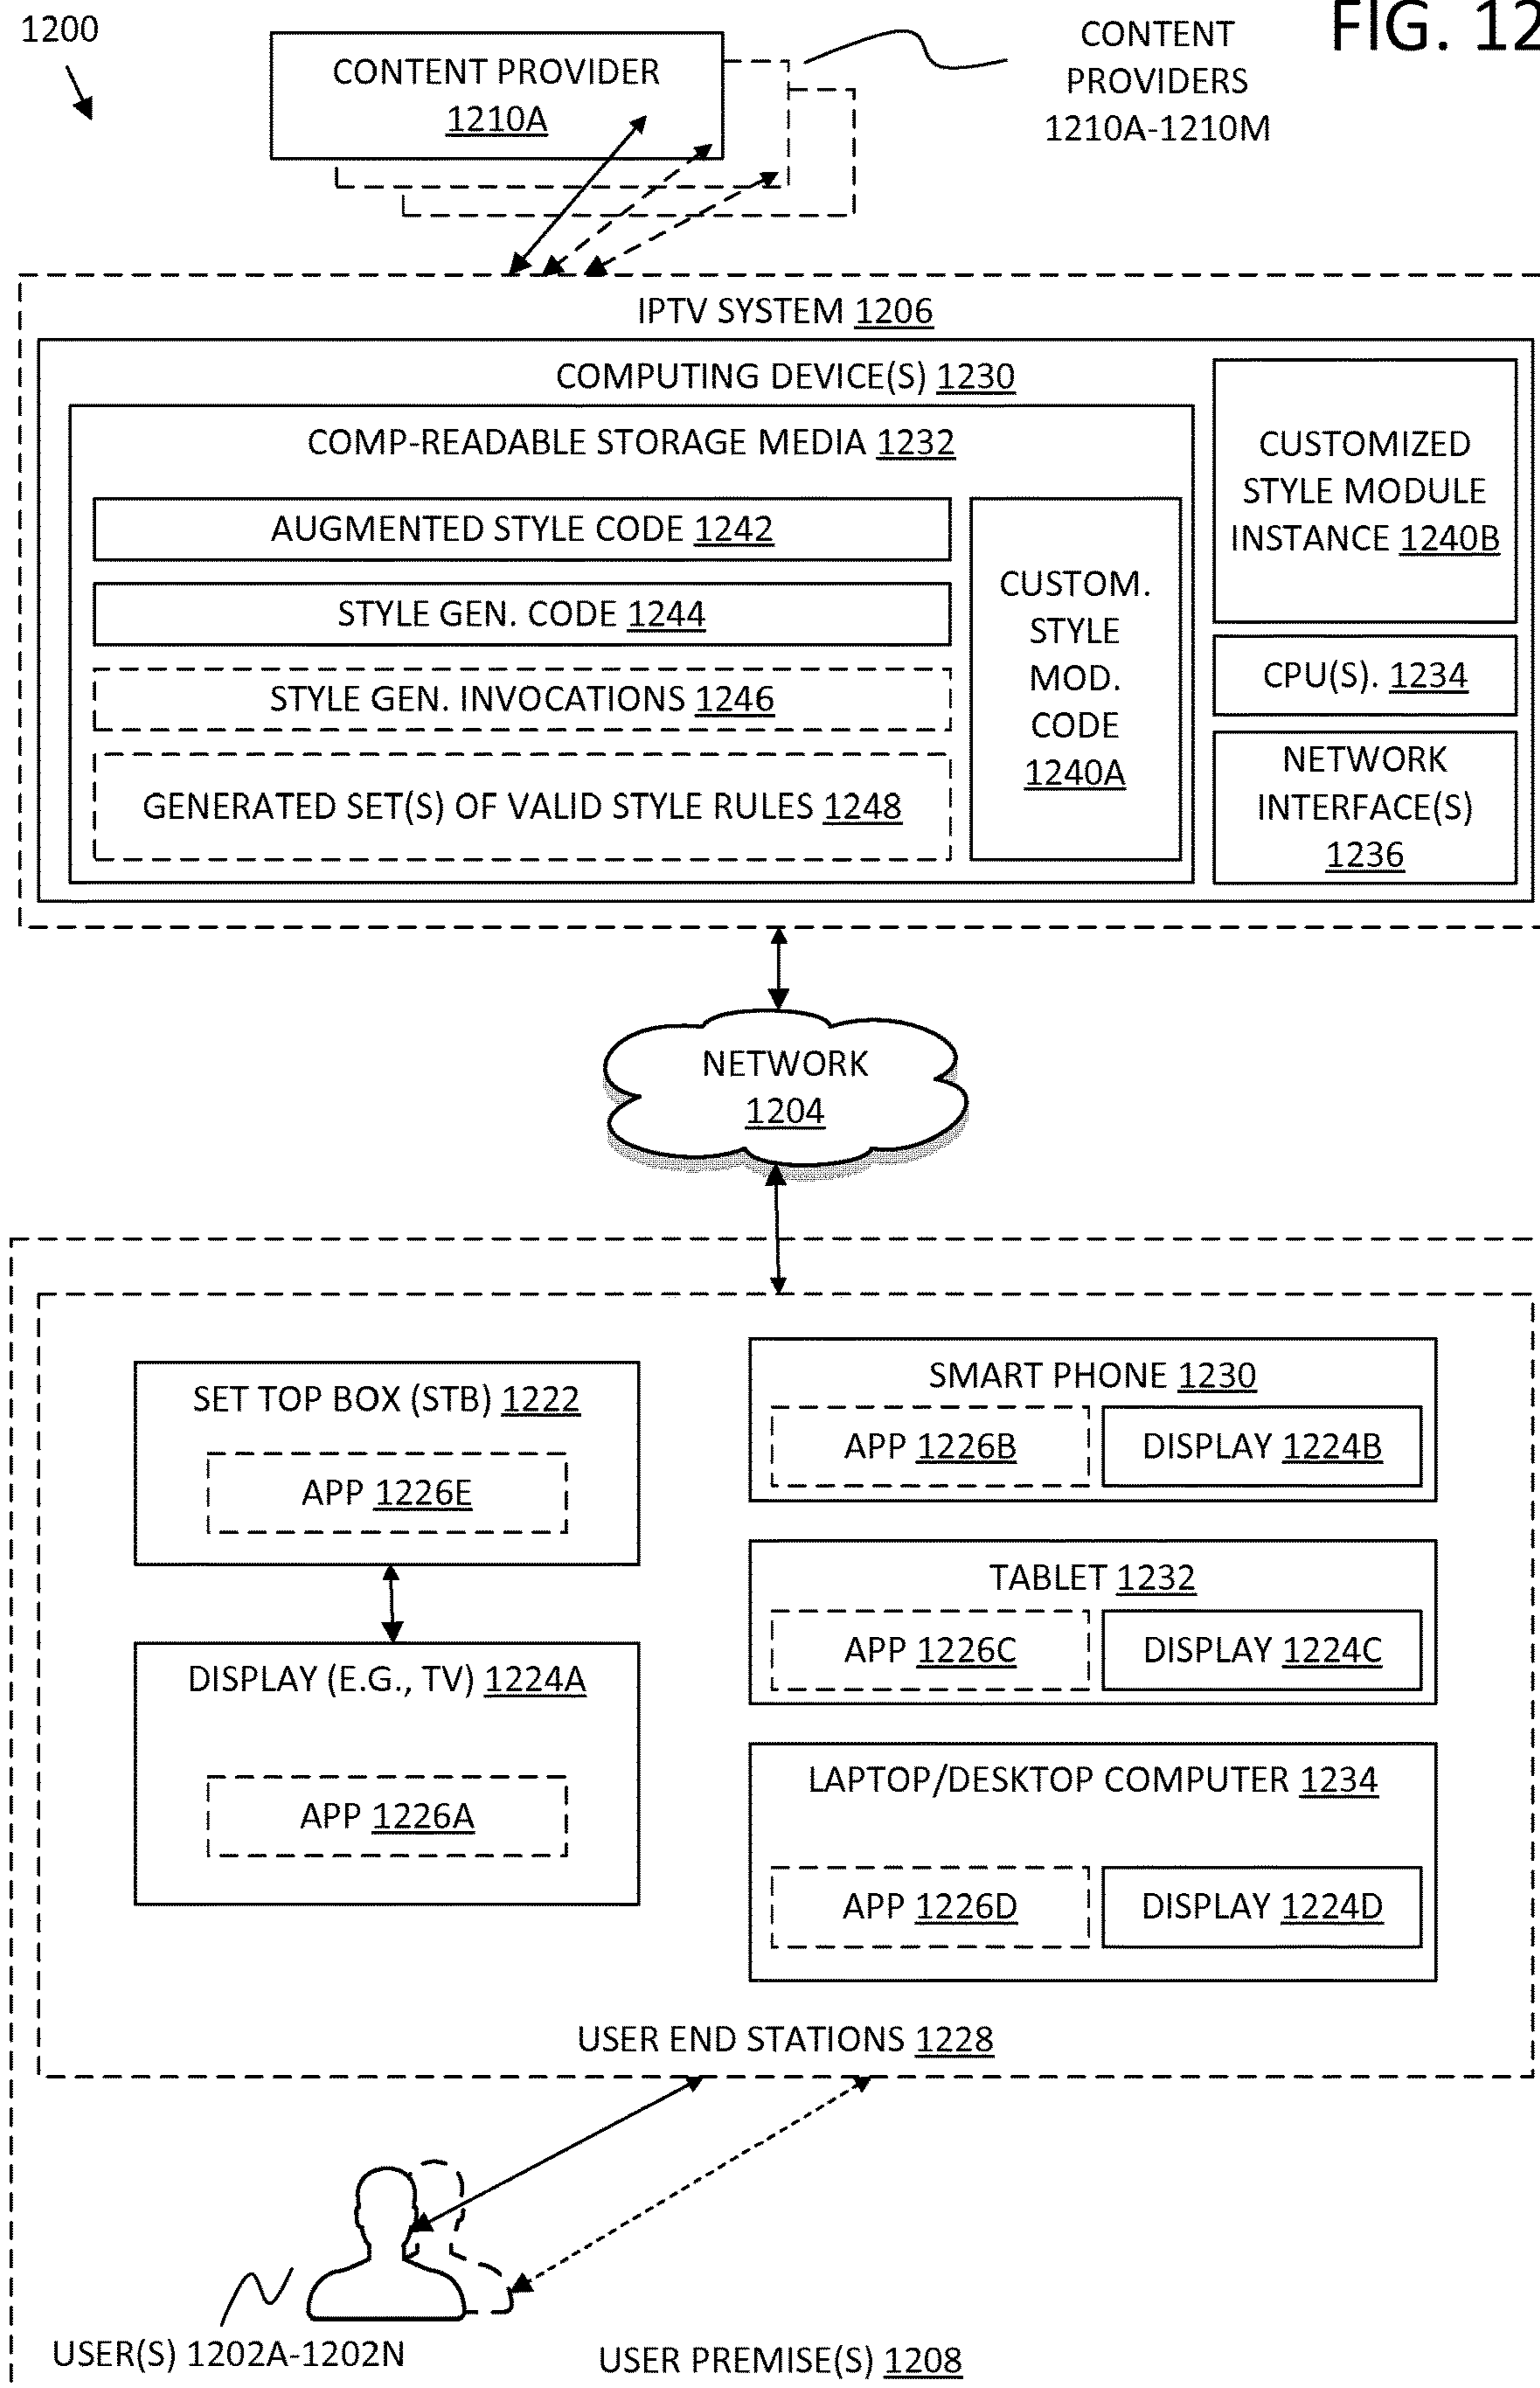 FIG. 12
1200
CONTENT PROVIDER
1210A
CONTENT
PROVIDERS
1210A-1210M
IPTV SYSTEM 1206
COMPUTING DEVICE(S) 1230
COMP-READABLE STORAGE MEDIA 1232
AUGMENTED STYLE CODE 1242
STYLE GEN. CODE 1244
STYLE GEN. INVOCATIONS 1246
GENERATED SET(S) OF VALID STYLE RULES 1248
CUSTOM.
STYLE
MOD.
CODE
1240A
CUSTOMIZED
STYLE MODULE
INSTANCE 1240B
CPU(S). 1234
NETWORK
INTERFACE(S)
1236
NETWORK
1204
SET TOP BOX (STB) 1222
APP 1226E
DISPLAY (E.G., TV) 1224A
APP 1226A
SMART PHONE 1230
APP 1226B
DISPLAY 1224B
TABLET 1232
APP 1226C
DISPLAY 1224C
LAPTOP/DESKTOP COMPUTER 1234
APP 1226D
DISPLAY 1224D
USER END STATIONS 1228
USER(S) 1202A-1202N
USER PREMISE(S) 1208